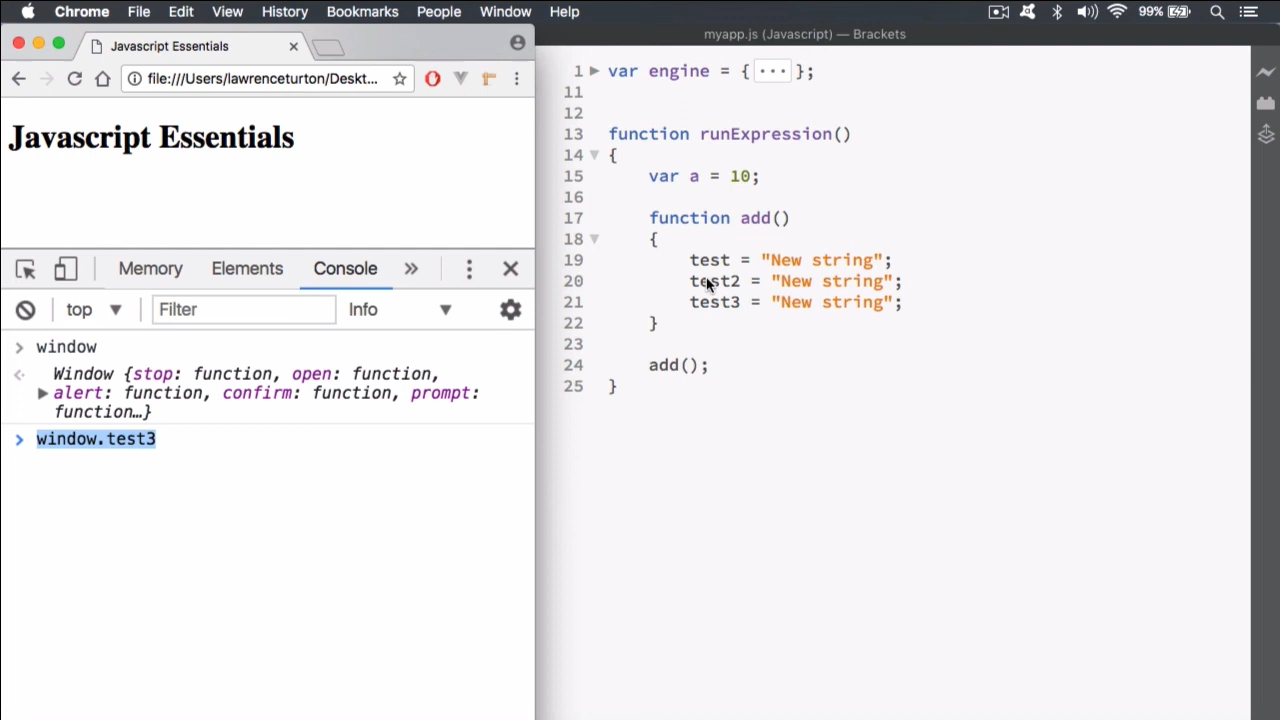 Chrome File Edit View History Bookmarks People Window Help 99%
Javascript Essentials
file:///Users/lawrenceturton/Deskt...
Javascript Essentials
Memory Elements Console »
top Filter Info
window
Window {stop: function, open: function,
alert: function, confirm: function, prompt:
function…}
window.test3
myapp.js (Javascript) — Brackets
1 var engine = {...};
11
12
13 function runExpression()
14 {
15 var a = 10;
16
17 function add()
18 {
19 test = "New string";
20 test2 = "New string";
21 test3 = "New string";
22 }
23
24 add();
25 }